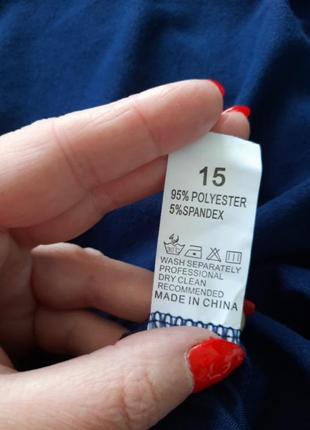 15
95% POLYESTER
5%SPANDEX
WASH SEPARATELY
PROFESSIONAL
DRY CLEAN
RECOMMENDED
MADE IN CHINA